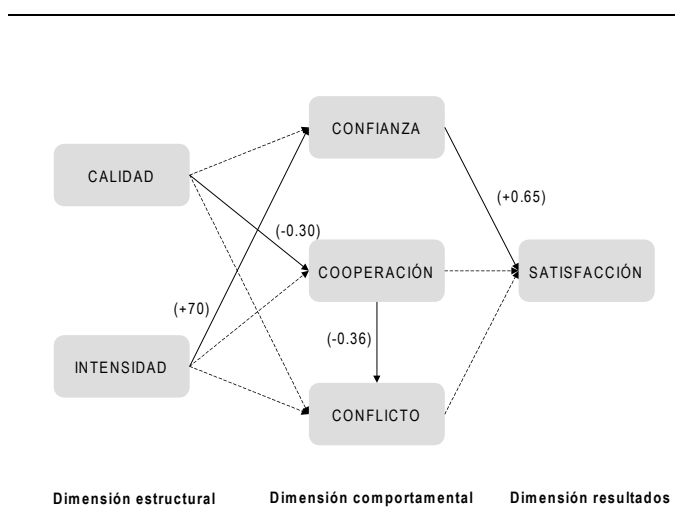 CONFIANZA
CALIDAD
(+0.65)
(-0.30)
COOPERACIÓN
SATISFACCIÓN
(+70)
(-0.36)
INTENSIDAD
CONFLICTO
Dimensión estructural
Dimensión comportamental
Dimensión resultados